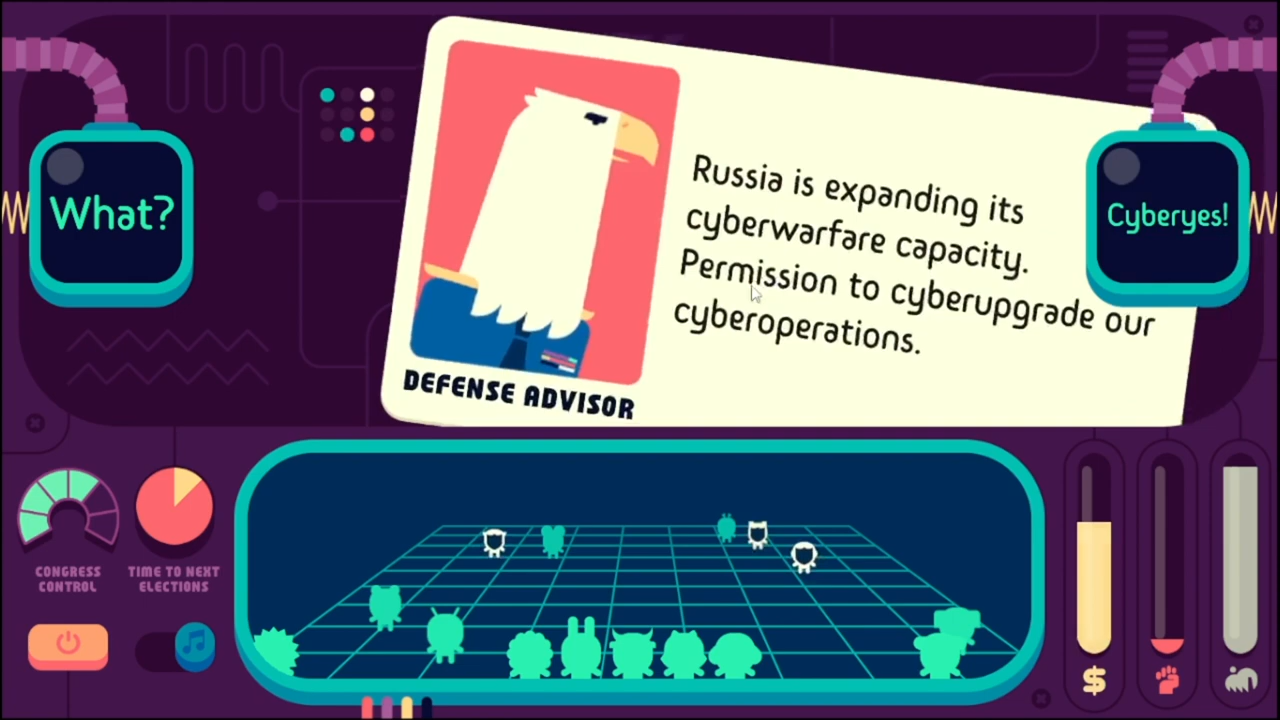 What?
Russia is expanding its
cyberwarfare capacity.
Permission to cyberupgrade our
cyberoperations.
Cyberyes!
DEFENSE ADVISOR
CONGRESS
CONTROL
TIME TO NEXT
ELECTIONS
$